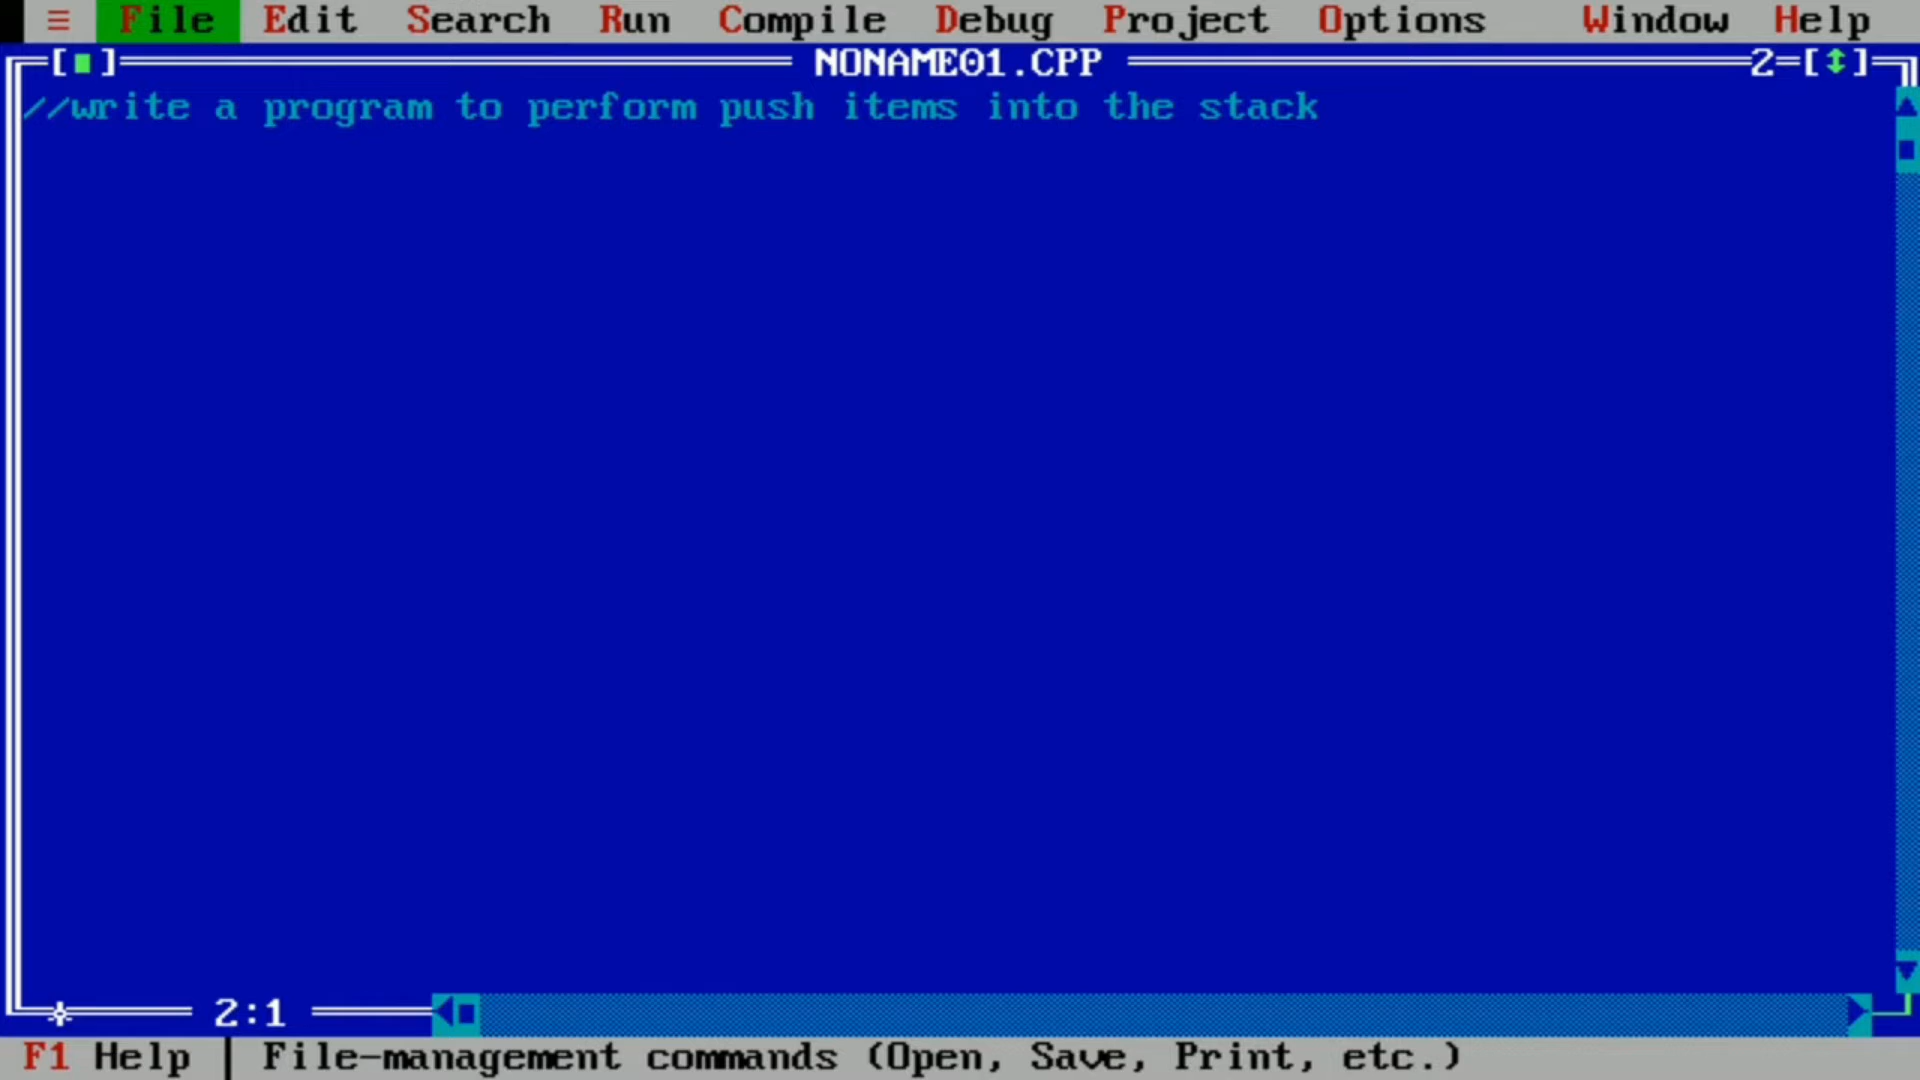 ≡ File Edit Search Run Compile Debug Project Options Window Help
[■] NONAME01.CPP 2=[↕]
//write a program to perform push items into the stack
2:1
F1 Help | File-management commands (Open, Save, Print, etc.)